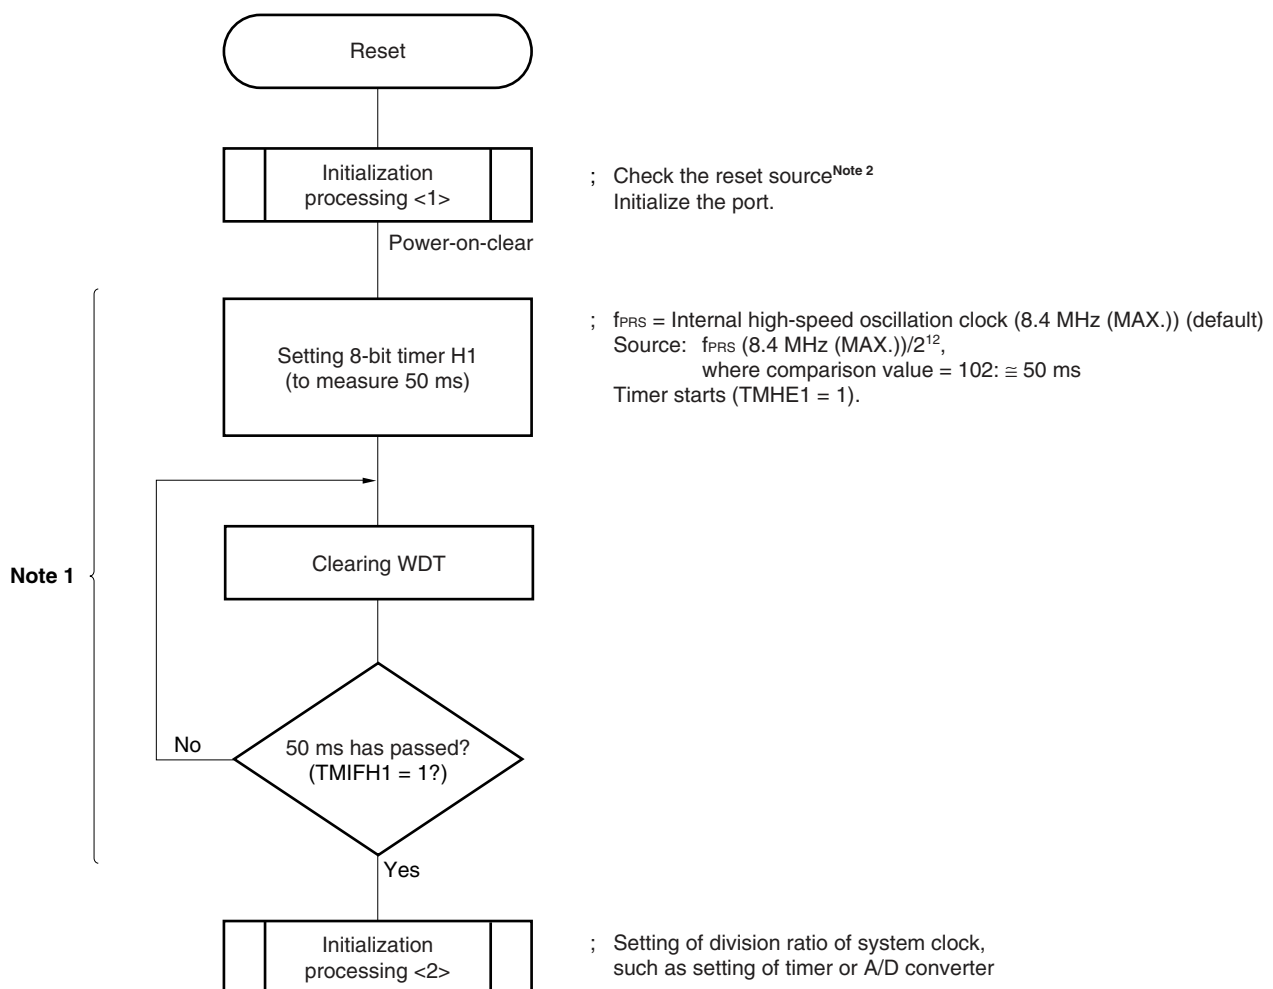 Reset
Initialization
processing <1>
; Check the reset source Note 2
Initialize the port.
Power-on-clear
Setting 8-bit timer H1
(to measure 50 ms)
; fPRS = Internal high-speed oscillation clock (8.4 MHz (MAX.)) (default)
Source: fPRS (8.4 MHz (MAX.))/2^12,
where comparison value = 102: ≅ 50 ms
Timer starts (TMHE1 = 1).
Clearing WDT
Note 1
No
50 ms has passed?
(TMIFH1 = 1?)
Yes
Initialization
processing <2>
; Setting of division ratio of system clock,
such as setting of timer or A/D converter